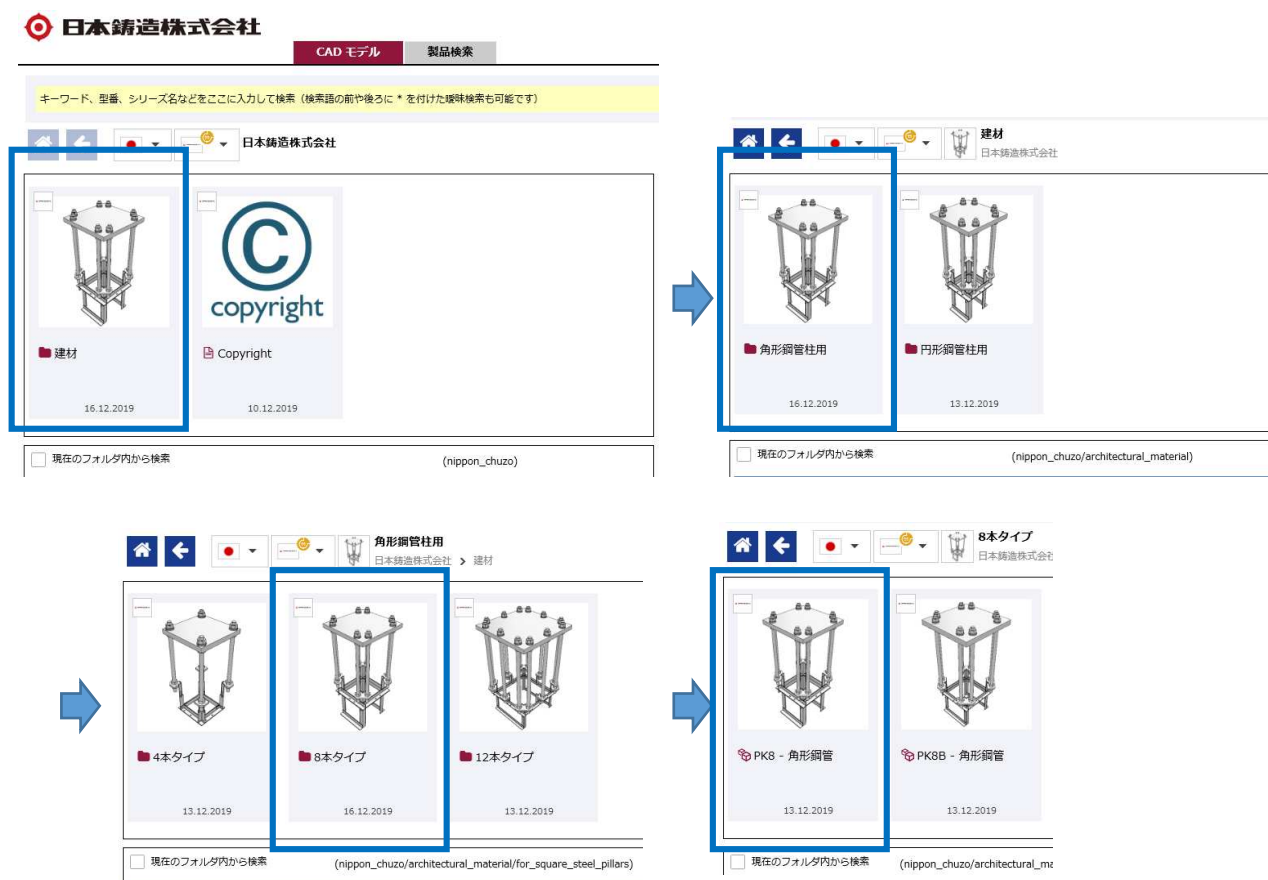 日本鋳造株式会社
CAD モデル
製品検索
キーワード、型番、シリーズ名などをここに入力して検索（検索語の前や後ろに * を付けた曖昧検索も可能です）
日本鋳造株式会社
建材
16.12.2019
copyright
Copyright
10.12.2019
現在のフォルダ内から検索
(nippon_chuzo)
建材
日本鋳造株式会社
角形鋼管柱用
16.12.2019
円形鋼管柱用
13.12.2019
現在のフォルダ内から検索
(nippon_chuzo/architectural_material)
角形鋼管柱用
日本鋳造株式会社 > 建材
4本タイプ
13.12.2019
8本タイプ
16.12.2019
12本タイプ
13.12.2019
現在のフォルダ内から検索
(nippon_chuzo/architectural_material/for_square_steel_pillars)
8本タイプ
日本鋳造株式会社
PK8 - 角形鋼管
13.12.2019
PK8B - 角形鋼管
13.12.2019
現在のフォルダ内から検索
(nippon_chuzo/architectural_ma